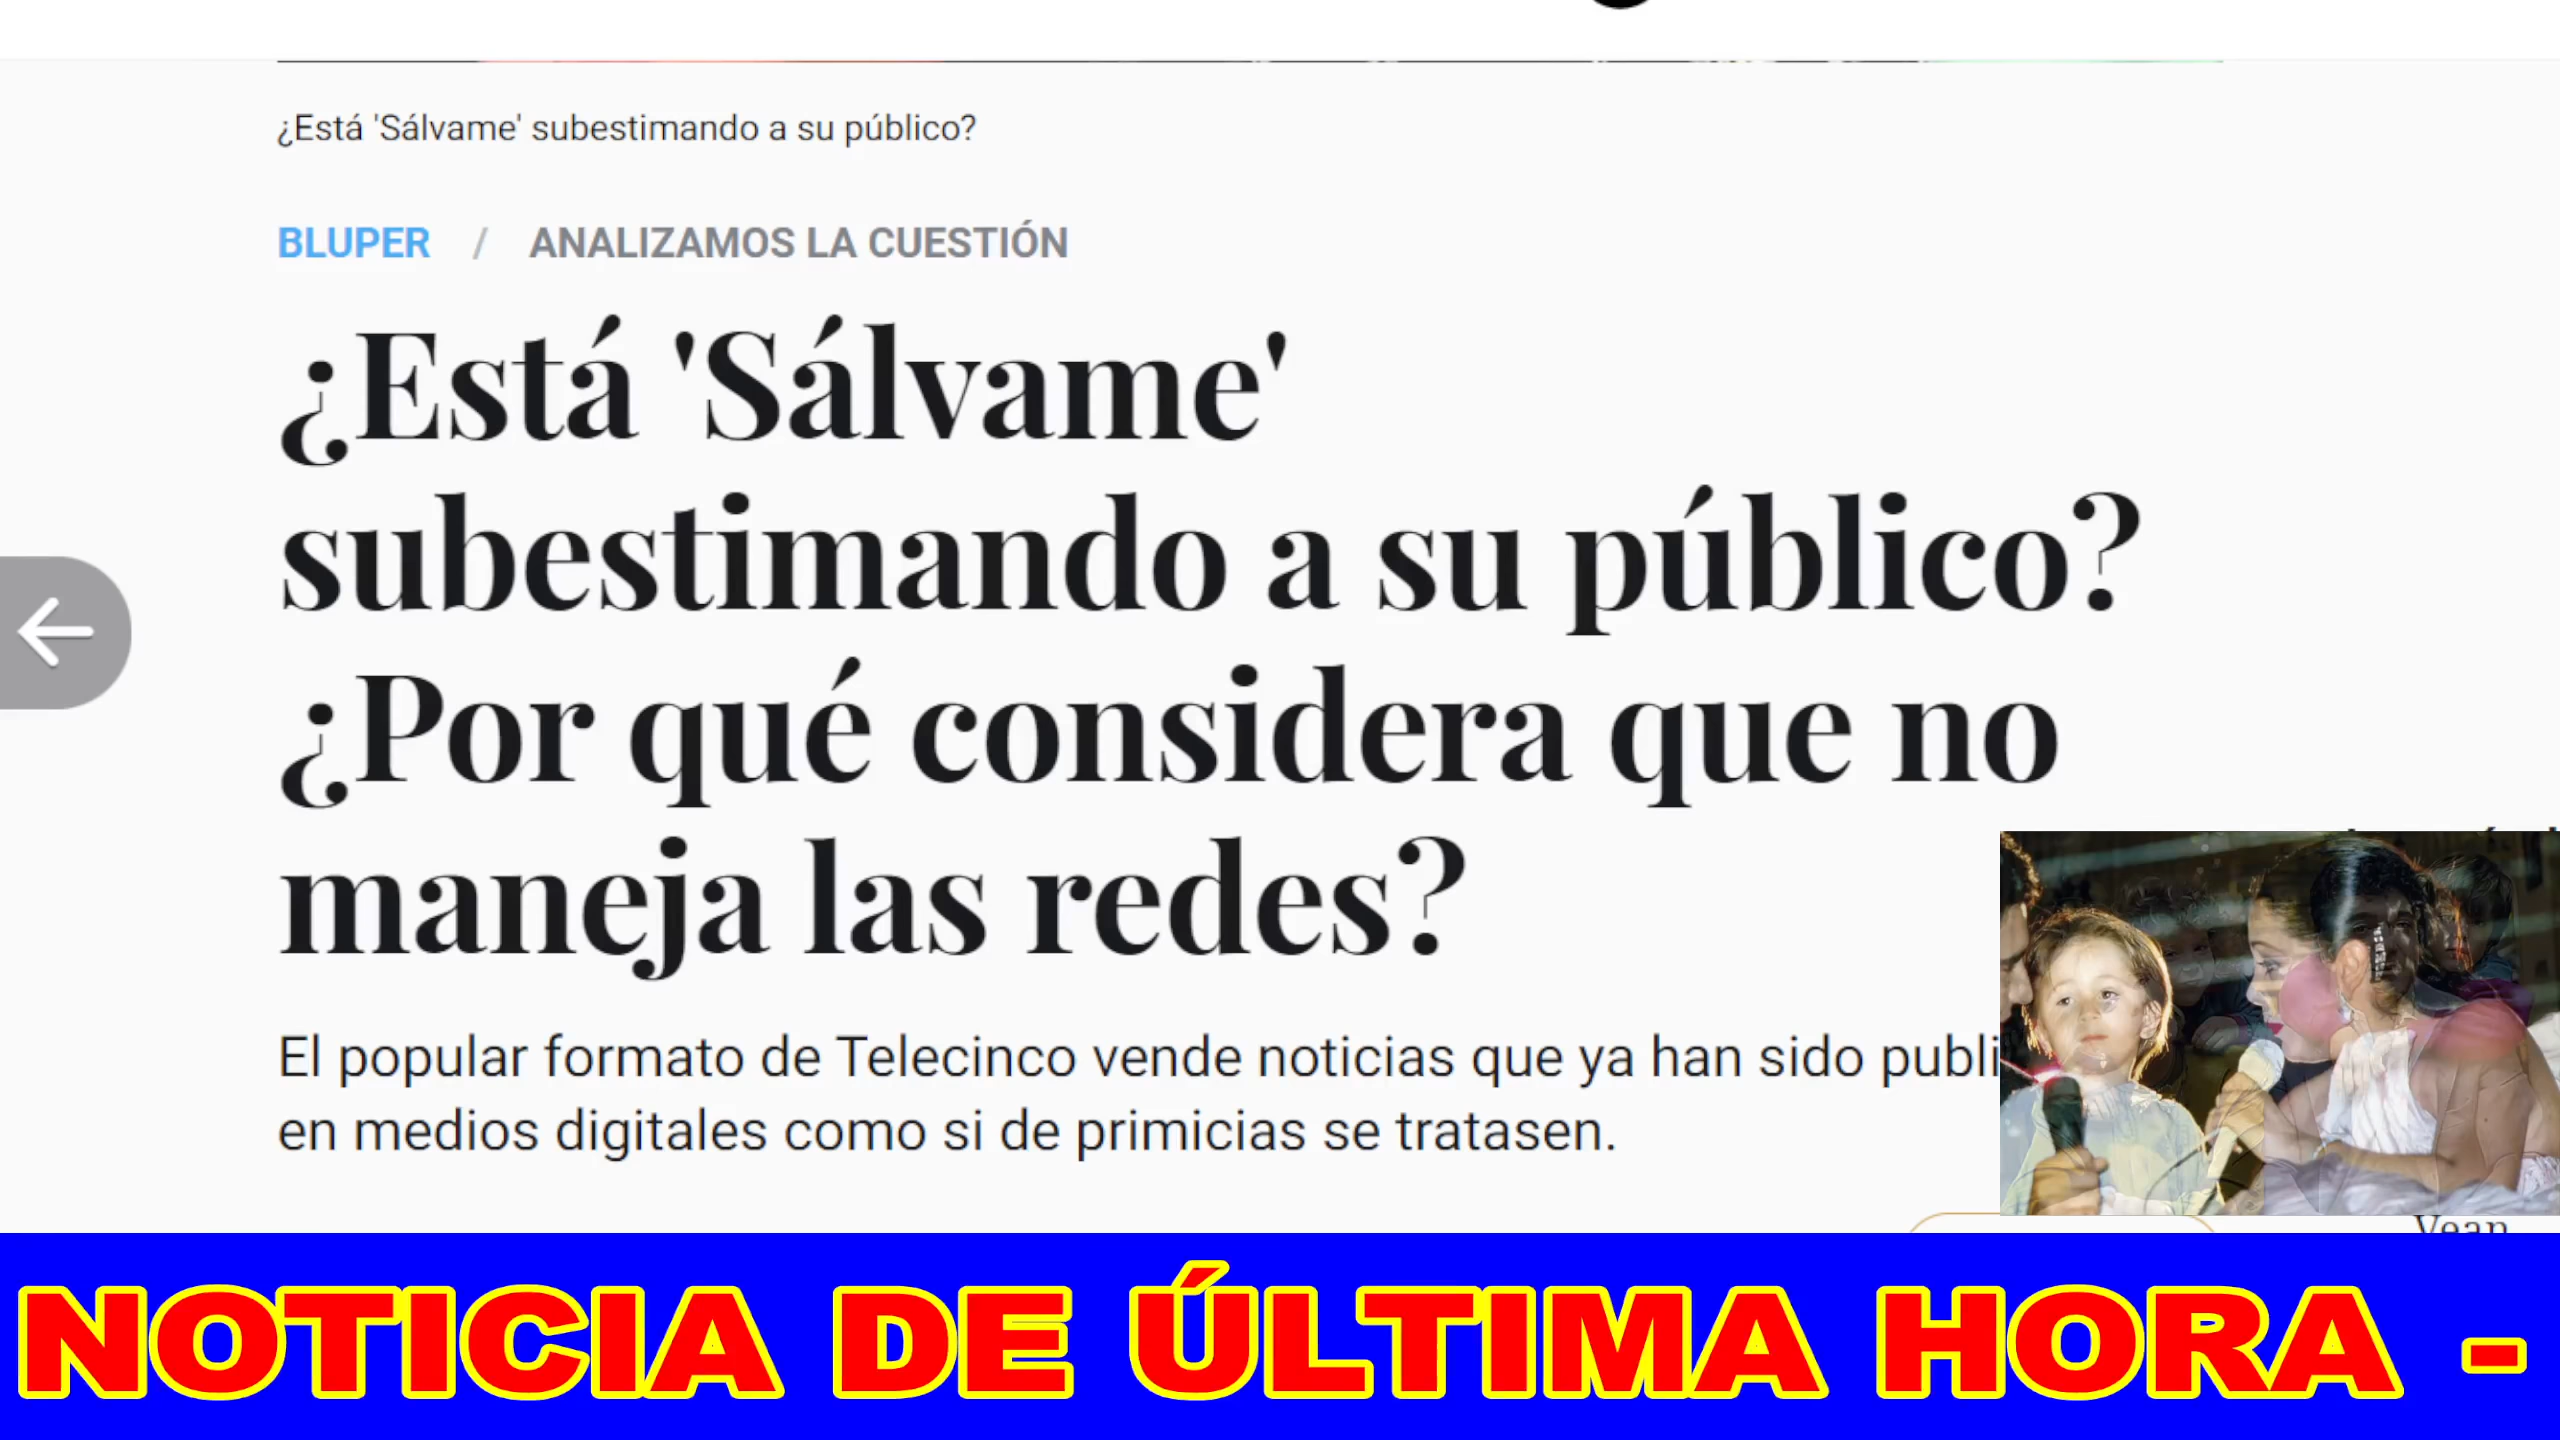 ¿Está 'Sálvame' subestimando a su público?
BLUPER / ANALIZAMOS LA CUESTIÓN
¿Está 'Sálvame'
subestimando a su público?
¿Por qué considera que no
maneja las redes?
El popular formato de Telecinco vende noticias que ya han sido publi
en medios digitales como si de primicias se tratasen.
Vean
NOTICIA DE ÚLTIMA HORA -